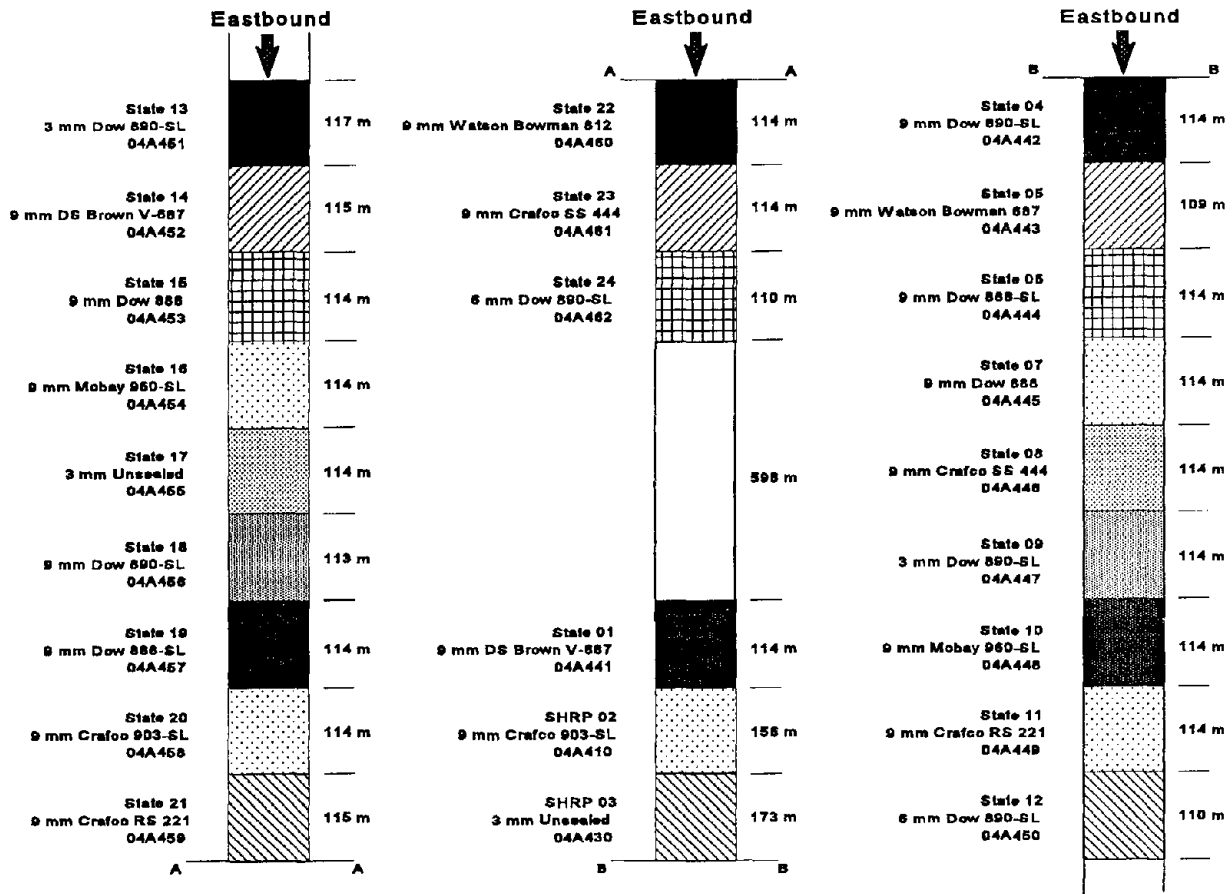 Eastbound
State 13
3 mm Dow 890-SL
04A451
117 m
State 14
9 mm DS Brown V-687
04A452
115 m
State 15
9 mm Dow 888
04A453
114 m
State 16
9 mm Mobay 960-SL
04A454
114 m
State 17
3 mm Unsealed
04A455
114 m
State 18
9 mm Dow 890-SL
04A456
113 m
State 19
9 mm Dow 888-SL
04A457
114 m
State 20
9 mm Crafco 903-SL
04A458
114 m
State 21
9 mm Crafco RS 221
04A459
115 m
A A
Eastbound
A A
State 22
9 mm Watson Bowman 812
04A460
114 m
State 23
9 mm Crafco SS 444
04A461
114 m
State 24
6 mm Dow 890-SL
04A462
110 m
598 m
State 01
9 mm DS Brown V-687
04A441
114 m
SHRP 02
9 mm Crafco 903-SL
04A410
156 m
SHRP 03
3 mm Unsealed
04A430
173 m
B B
Eastbound
B B
State 04
9 mm Dow 890-SL
04A442
114 m
State 05
9 mm Watson Bowman 687
04A443
109 m
State 06
9 mm Dow 888-SL
04A444
114 m
State 07
9 mm Dow 888
04A445
114 m
State 08
9 mm Crafco SS 444
04A446
114 m
State 09
3 mm Dow 890-SL
04A447
114 m
State 10
9 mm Mobay 960-SL
04A448
114 m
State 11
9 mm Crafco RS 221
04A449
114 m
State 12
6 mm Dow 890-SL
04A450
110 m